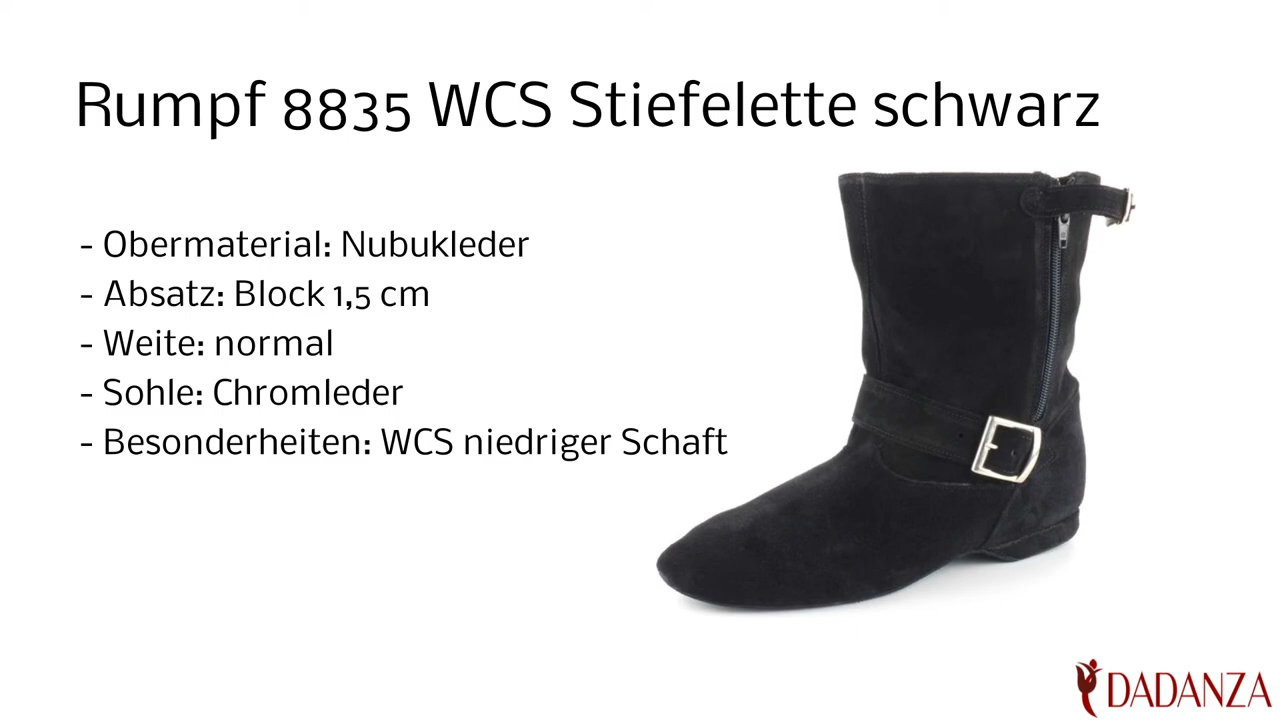 Rumpf 8835 WCS Stiefelette schwarz
- Obermaterial: Nubukleder
- Absatz: Block 1,5 cm
- Weite: normal
- Sohle: Chromleder
- Besonderheiten: WCS niedriger Schaft
DADANZA